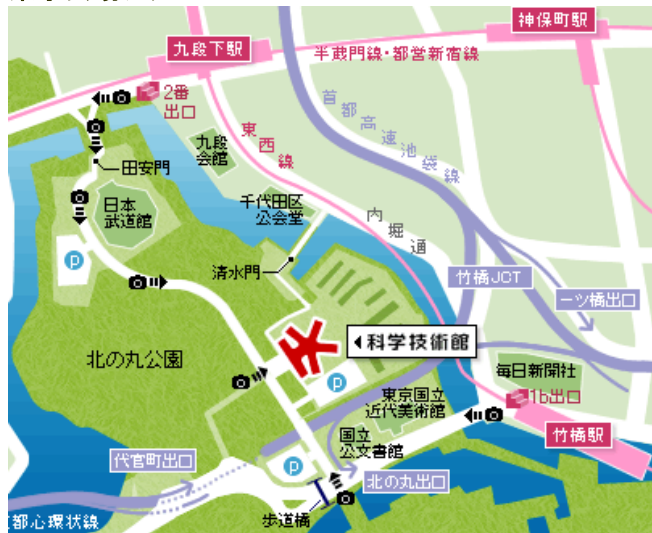 神保町駅
九段下駅
半蔵門線・都営新宿線
2番
出口
首都高速池袋線
東西線
九段
会館
田安門
日本
武道館
千代田区
公会堂
内堀通
P
清水門
竹橋JCT
一ツ橋出口
科学技術館
北の丸公園
P
毎日新聞社
東京国立
近代美術館
1b出口
国立
公文書館
竹橋駅
代官町出口
P
北の丸出口
都心環状線
歩道橋